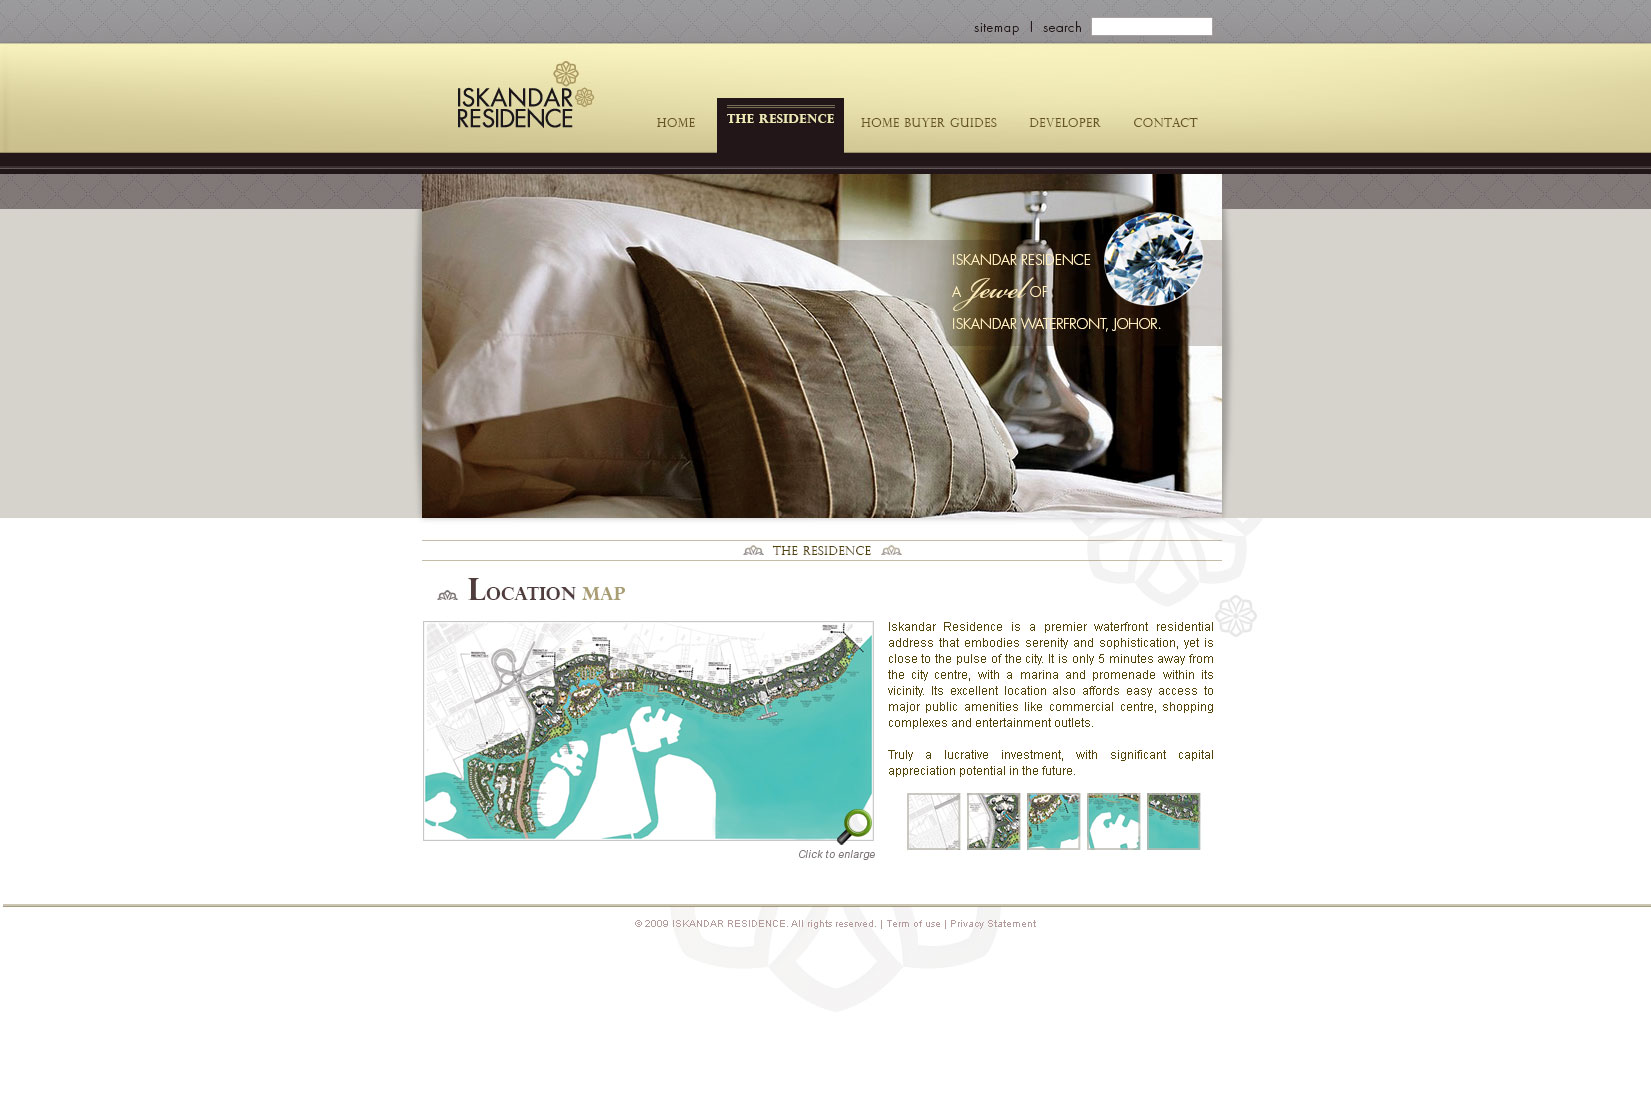 sitemap | search
ISKANDAR
RESIDENCE
HOME
THE RESIDENCE
HOME BUYER GUIDES
DEVELOPER
CONTACT
ISKANDAR RESIDENCE
A Jewel OF
ISKANDAR WATERFRONT, JOHOR.
THE RESIDENCE
LOCATION MAP
Iskandar Residence is a premier waterfront residential
address that embodies serenity and sophistication, yet is
close to the pulse of the city. It is only 5 minutes away from
the city centre, with a marina and promenade within its
vicinity. Its excellent location also affords easy access to
major public amenities like commercial centre, shopping
complexes and entertainment outlets.
Truly a lucrative investment, with significant capital
appreciation potential in the future.
Click to enlarge
© 2009 ISKANDAR RESIDENCE. All rights reserved. | Term of use | Privacy Statement